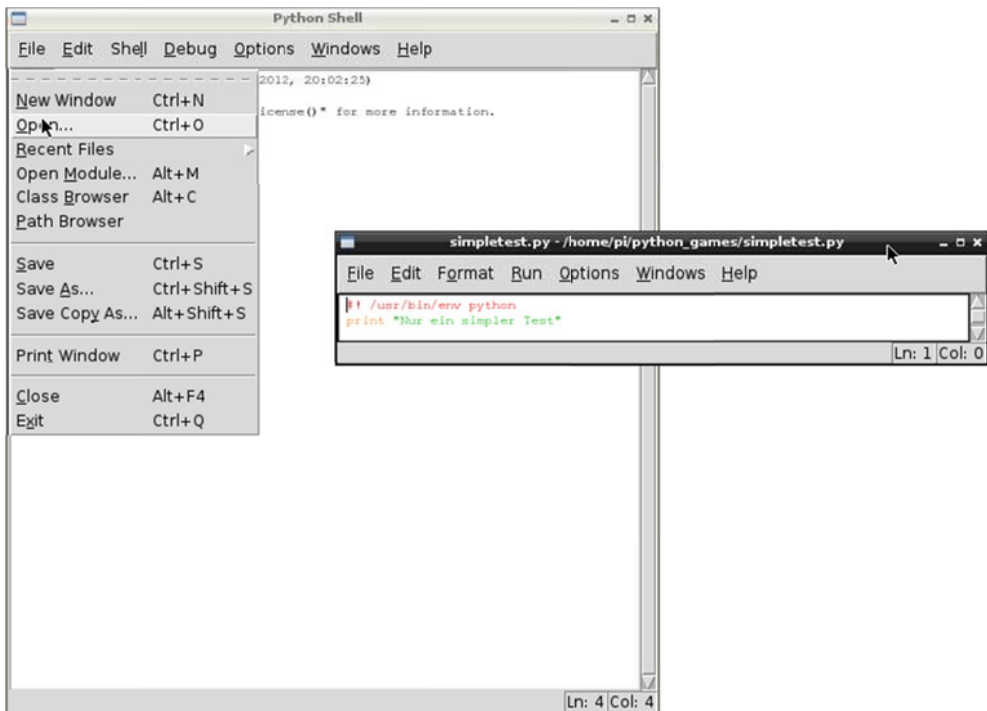 Python Shell
File Edit Shell Debug Options Windows Help
2012, 20:02:25)
icense()" for more information.
New Window Ctrl+N
Open... Ctrl+O
Recent Files
Open Module... Alt+M
Class Browser Alt+C
Path Browser
Save Ctrl+S
Save As... Ctrl+Shift+S
Save Copy As... Alt+Shift+S
Print Window Ctrl+P
Close Alt+F4
Exit Ctrl+Q
Ln: 4 Col: 4
simpletest.py - /home/pi/python_games/simpletest.py
File Edit Format Run Options Windows Help
#! /usr/bin/env python
print "Nur ein simpler Test"
Ln: 1 Col: 0